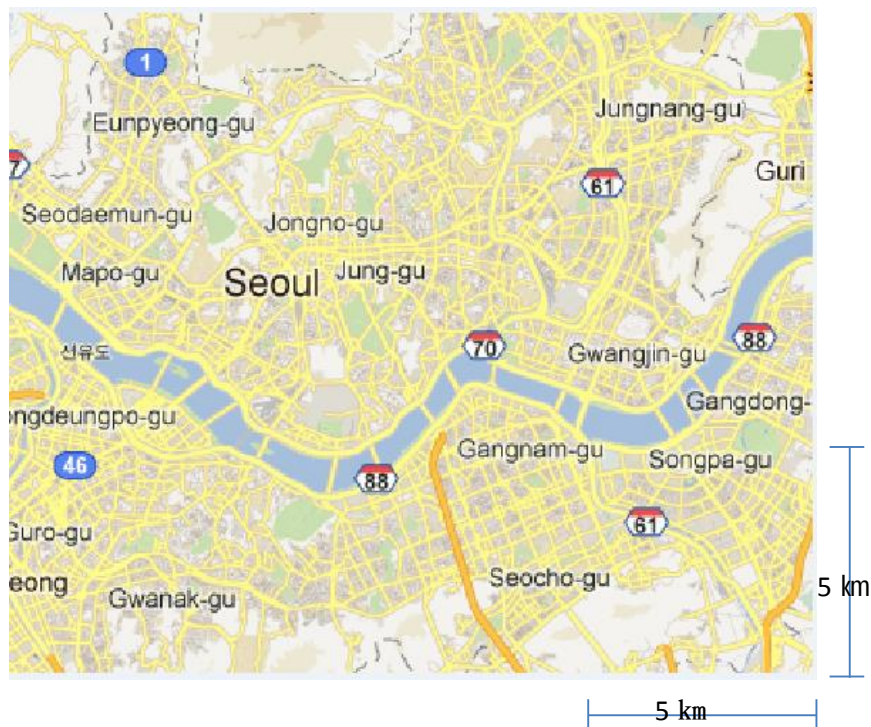 1
Jungnang-gu
Eunpyeong-gu
7
Guri
61
Seodaemun-gu
Jongno-gu
Mapo-gu
Seoul
Jung-gu
선유도
70
Gwangjin-gu
88
Gangdong-
ongdeungpo-gu
Gangnam-gu
Songpa-gu
46
88
61
Guro-gu
eong
Gwanak-gu
Seocho-gu
5 km
5 km